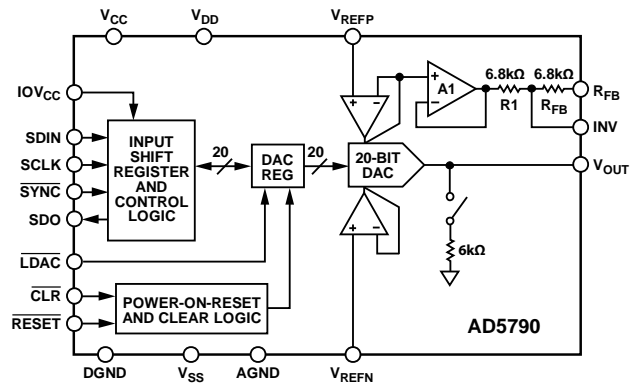 VCC
VDD
VREFP
IOVCC
SDIN
SCLK
SYNC
SDO
LDAC
CLR
RESET
INPUT
SHIFT
REGISTER
AND
CONTROL
LOGIC
20
DAC
REG
20
20-BIT
DAC
A1
6.8kΩ
R1
6.8kΩ
RFB
RFB
INV
VOUT
6kΩ
POWER-ON-RESET
AND CLEAR LOGIC
AD5790
DGND
VSS
AGND
VREFN
+
–
+
–
+
–